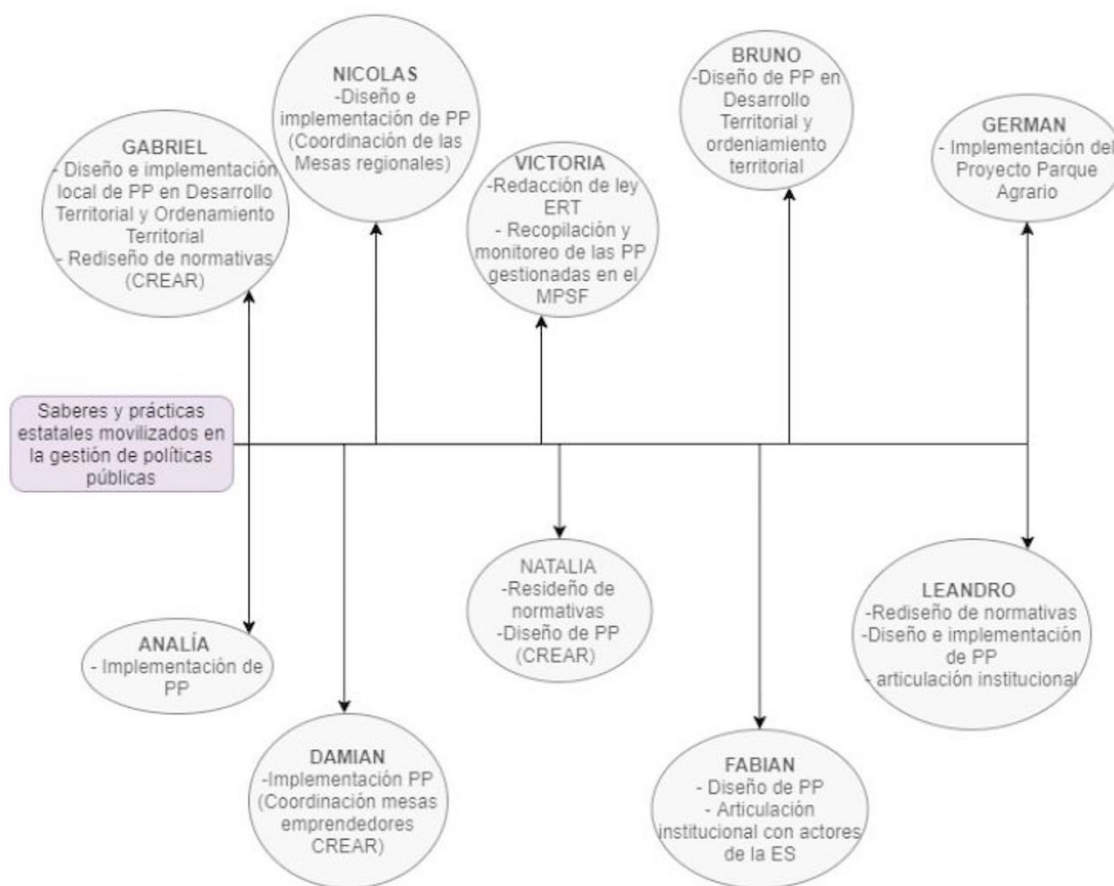 NICOLAS
-Diseño e
implementación de PP
(Coordinación de las
Mesas regionales)
BRUNO
-Diseño de PP en
Desarrollo
Territorial y
ordeniamiento
territorial
GABRIEL
- Diseño e implementación
local de PP en Desarrollo
Territorial y Ordenamiento
Territorial
- Rediseño de normativas
(CREAR)
VICTORIA
-Redacción de ley
ERT
- Recopilación y
monitoreo de las PP
gestionadas en el
MPSF
GERMAN
- Implementación del
Proyecto Parque
Agrario
Saberes y prácticas
estatales movilizados en
la gestión de políticas
públicas
ANALÍA
- Implementación de
PP
DAMIAN
-Implementación PP
(Coordinación mesas
emprendedores
CREAR)
NATALIA
-Resideño de
normativas
-Diseño de PP
(CREAR)
FABIAN
- Diseño de PP
- Articulación
institucional con actores
de la ES
LEANDRO
-Rediseño de normativas
-Diseño e implementación
de PP
- articulación institucional